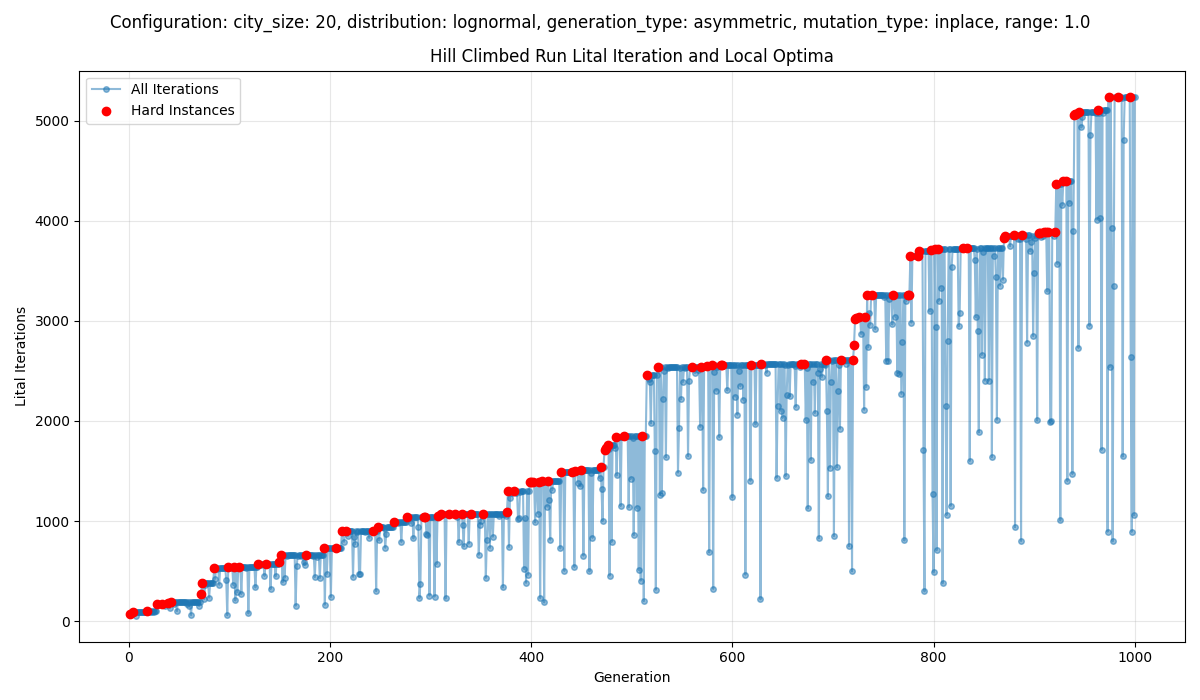 Configuration: city_size: 20, distribution: lognormal, generation_type: asymmetric, mutation_type: inplace, range: 1.0
Hill Climbed Run Lital Iteration and Local Optima
All Iterations
Hard Instances
Lital Iterations
5000
4000
3000
2000
1000
0
0 200 400 600 800 1000
Generation